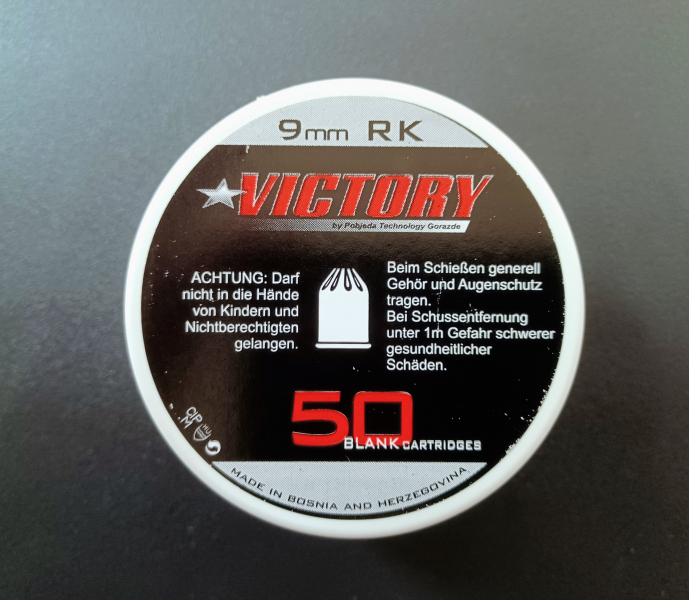 9mm RK
VICTORY
by Pobjeda Technology Gorazde
ACHTUNG: Darf
nicht in die Hände
von Kindern und
Nichtberechtigten
gelangen.
Beim Schießen generell
Gehör und Augenschutz
tragen.
Bei Schussentfernung
unter 1m Gefahr schwerer
gesundheitlicher
Schäden.
50
BLANK CARTRIDGES
CIP
M
HU
MADE IN BOSNIA AND HERZEGOVINA